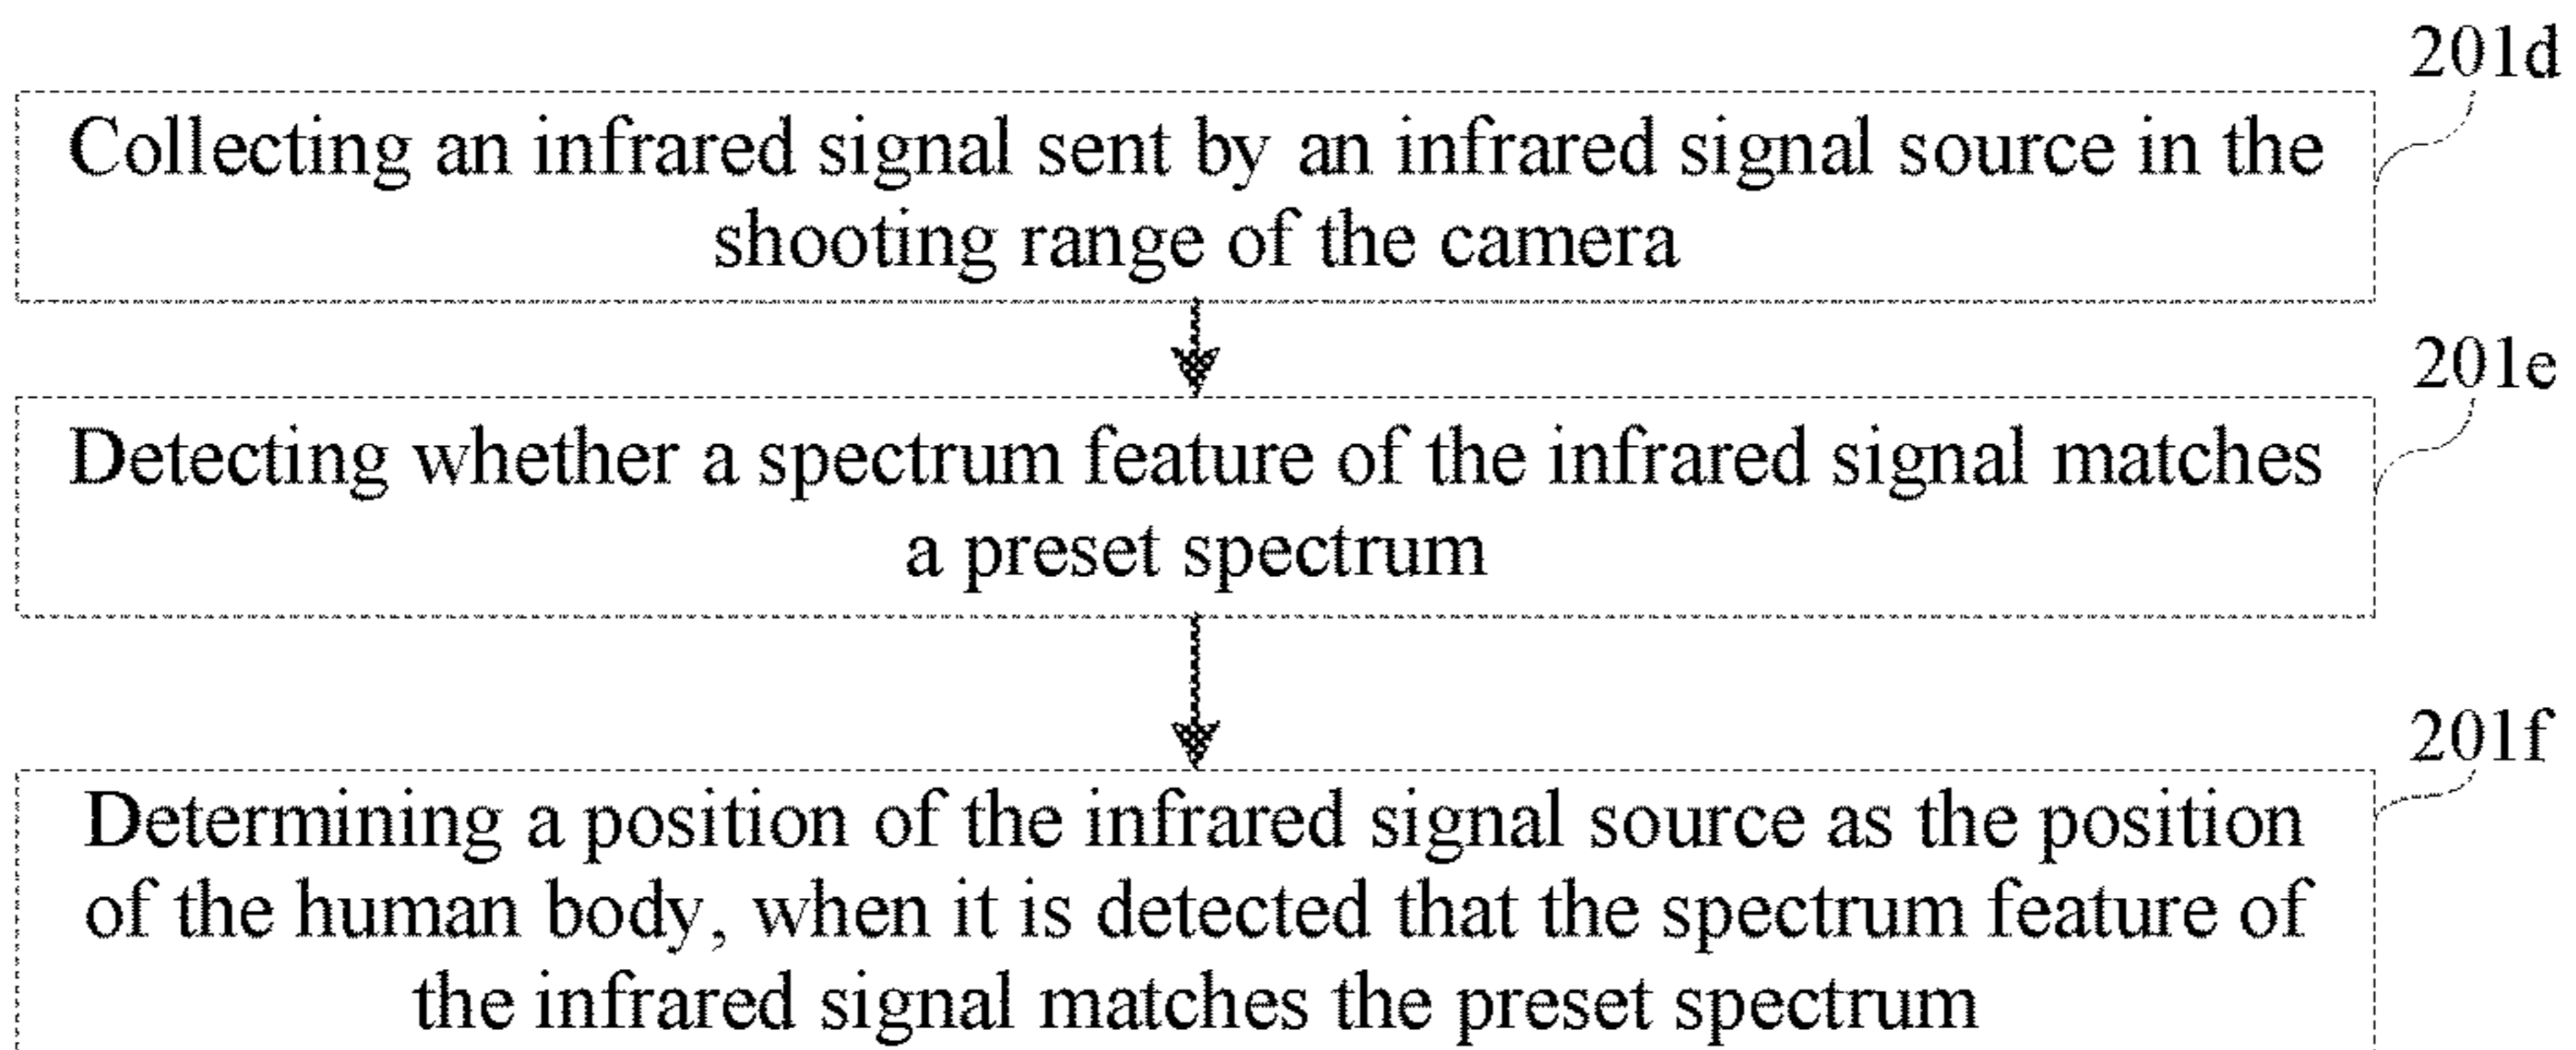 201d
Collecting an infrared signal sent by an infrared signal source in the
shooting range of the camera
201e
Detecting whether a spectrum feature of the infrared signal matches
a preset spectrum
201f
Determining a position of the infrared signal source as the position
of the human body, when it is detected that the spectrum feature of
the infrared signal matches the preset spectrum